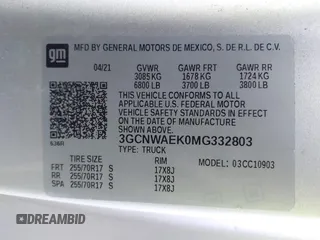 gm
MFD BY GENERAL MOTORS DE MEXICO, S. DE R.L. DE C.V.
04/21 GVWR GAWR FRT GAWR RR
3085 KG 1678 KG 1724 KG
6800 LB 3700 LB 3800 LB
THIS VEHICLE CONFORMS TO ALL
APPLICABLE U.S. FEDERAL MOTOR
VEHICLE SAFETY STANDARDS IN
EFFECT ON THE DATE OF
MANUFACTURE SHOWN ABOVE.
3GCNWAEK0MG332803
TYPE: TRUCK
TIRE SIZE RIM MODEL: 03CC10903
FRT 255/70R17 S 17X8J
RR 255/70R17 S 17X8J
SPA 255/70R17 S 17X8J
CLEARBID